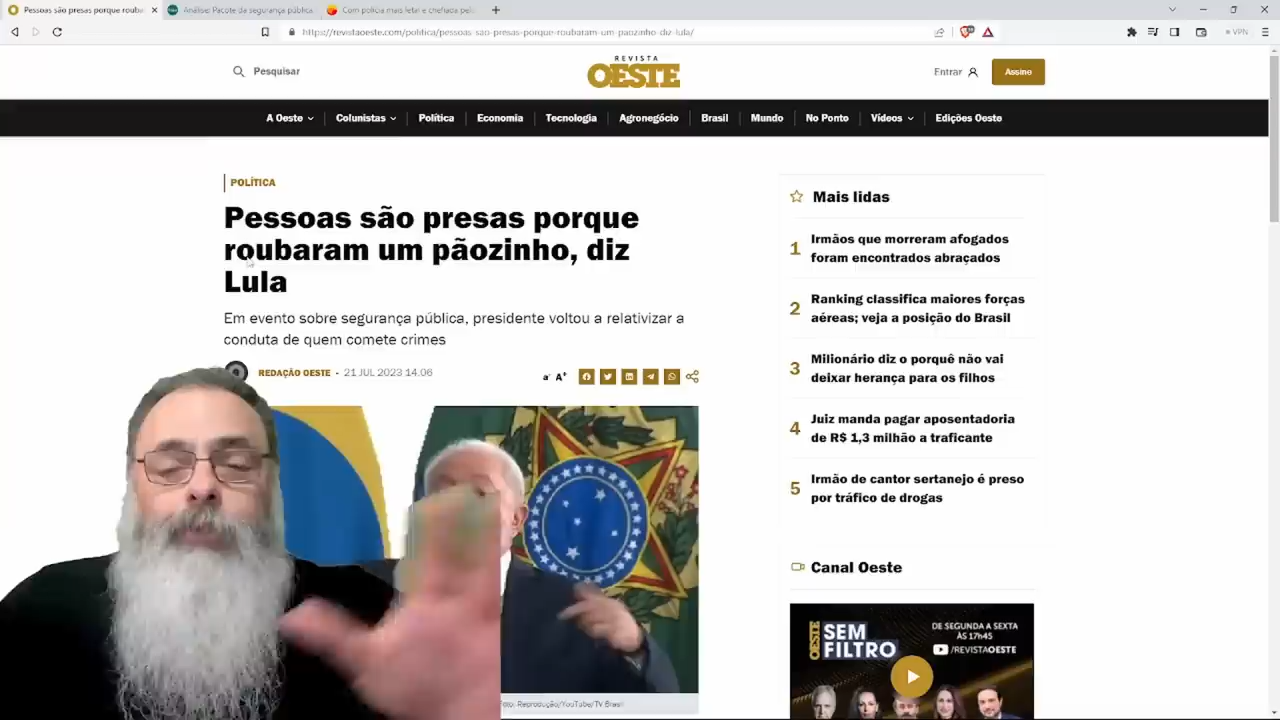 Pessoas são presas porque rouba
Análise Pacote da segurança pública
Com polícia mais letal e chefiada pelo
https://revistaoeste.com/politica/pessoas-sao-presas-porque-roubaram-um-paozinho-diz-lula/
VPN
Pesquisar
REVISTA
OESTE
Entrar
Assine
A Oeste
Colunistas
Política
Economia
Tecnologia
Agronegócio
Brasil
Mundo
No Ponto
Vídeos
Edições Oeste
POLÍTICA
Pessoas são presas porque
roubaram um pãozinho, diz
Lula
Em evento sobre segurança pública, presidente voltou a relativizar a
conduta de quem comete crimes
REDAÇÃO OESTE - 21 JUL 2023 14:06
a- A+
Foto: Reprodução/YouTube/TV Brasil
Mais lidas
1 Irmãos que morreram afogados
foram encontrados abraçados
2 Ranking classifica maiores forças
aéreas; veja a posição do Brasil
3 Milionário diz o porquê não vai
deixar herança para os filhos
4 Juiz manda pagar aposentadoria
de R$ 1,3 milhão a traficante
5 Irmão de cantor sertanejo é preso
por tráfico de drogas
Canal Oeste
OESTE
SEM
FILTRO
DE SEGUNDA A SEXTA
ÀS 17h45
/REVISTAOESTE